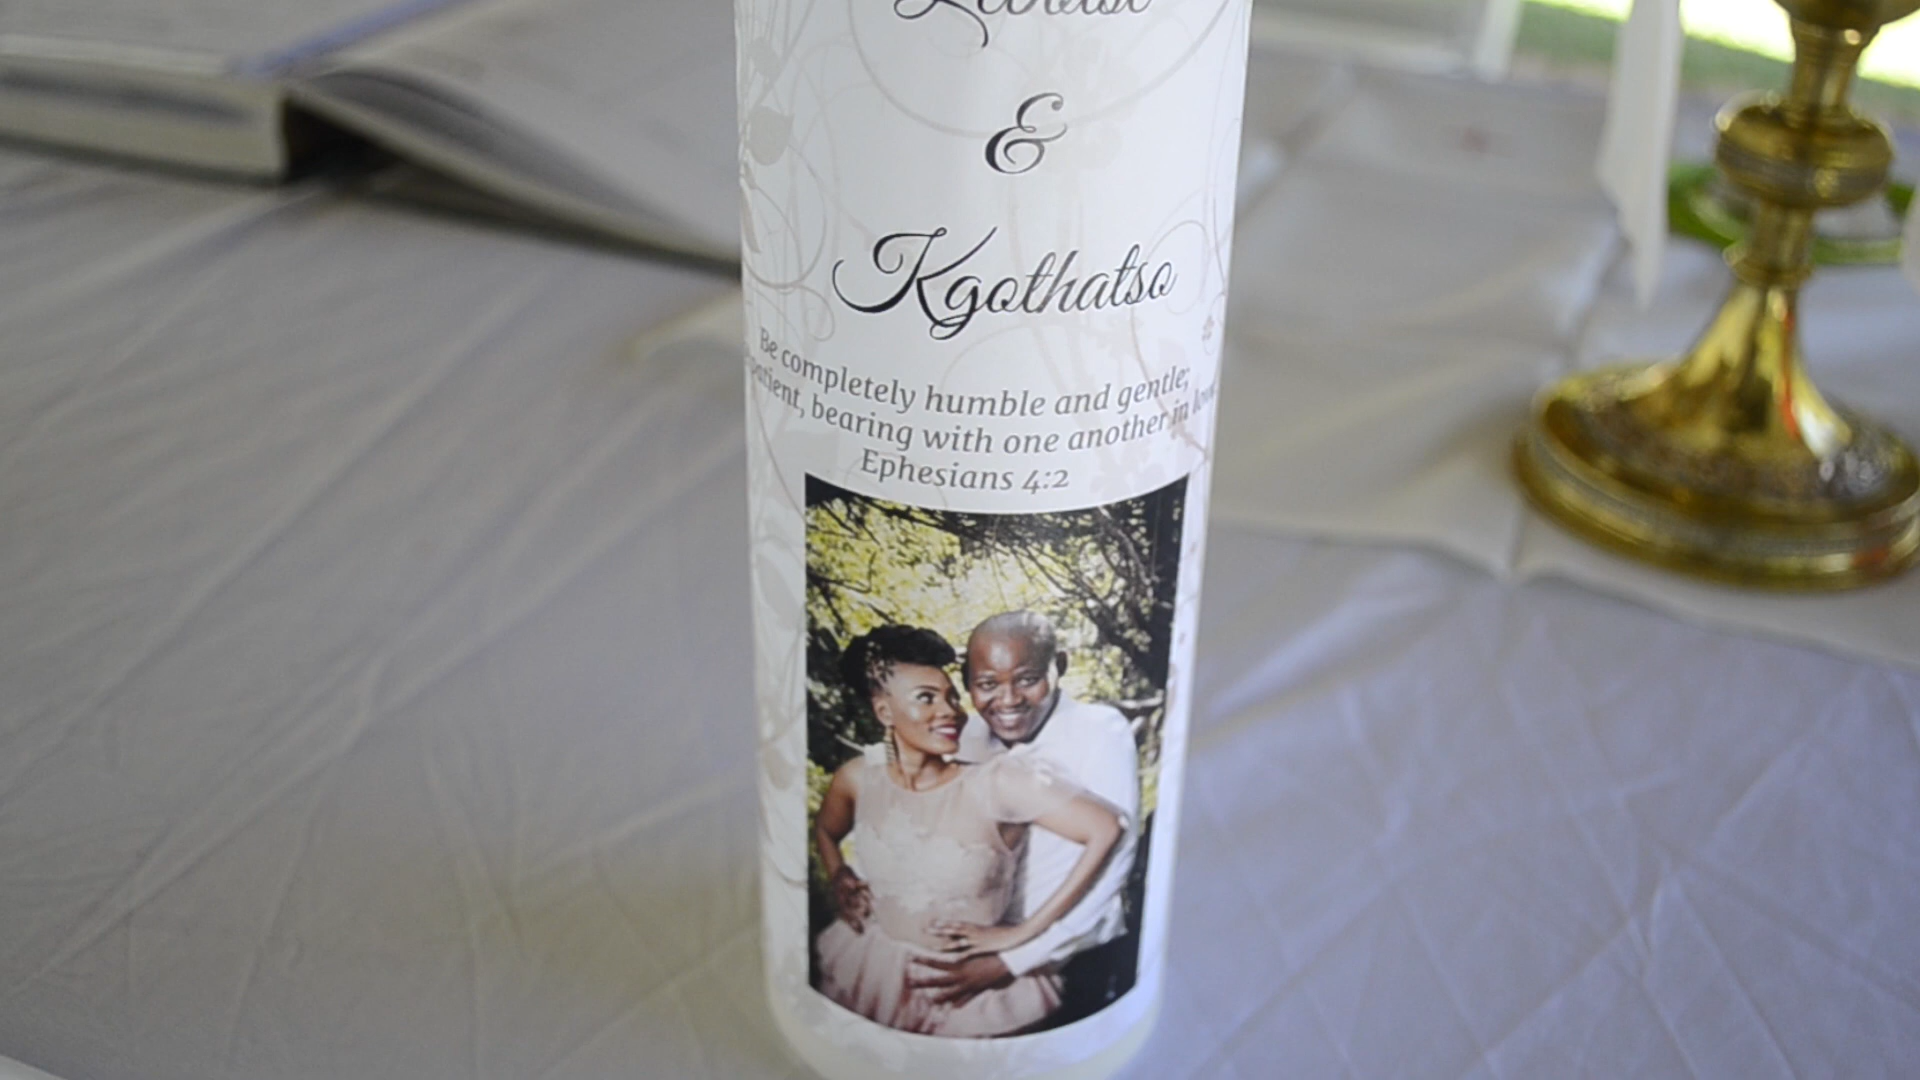 &
Kgothatso
Be completely humble and gentle;
patient, bearing with one another in love.
Ephesians 4:2